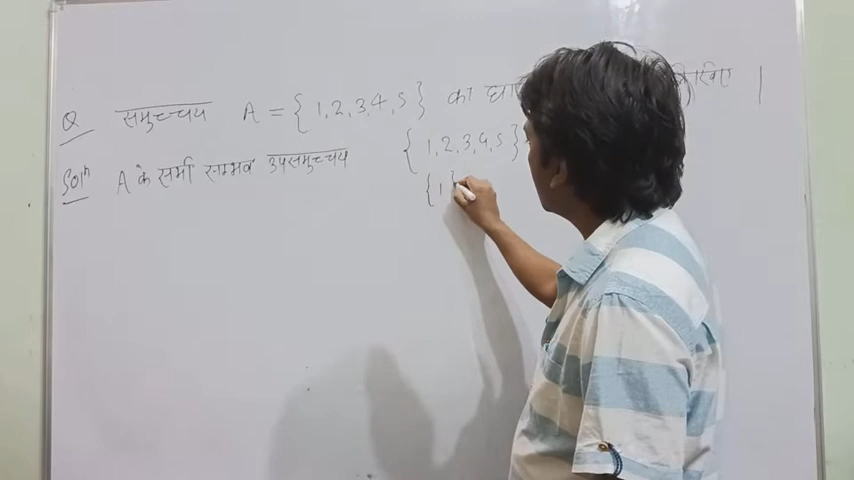 Q समुच्चय A = { 1,2,3,4,5 } का घा
Solⁿ A के सभी सम्भव उपसमुच्चय { 1,2,3,4,5 }
{ 1 }